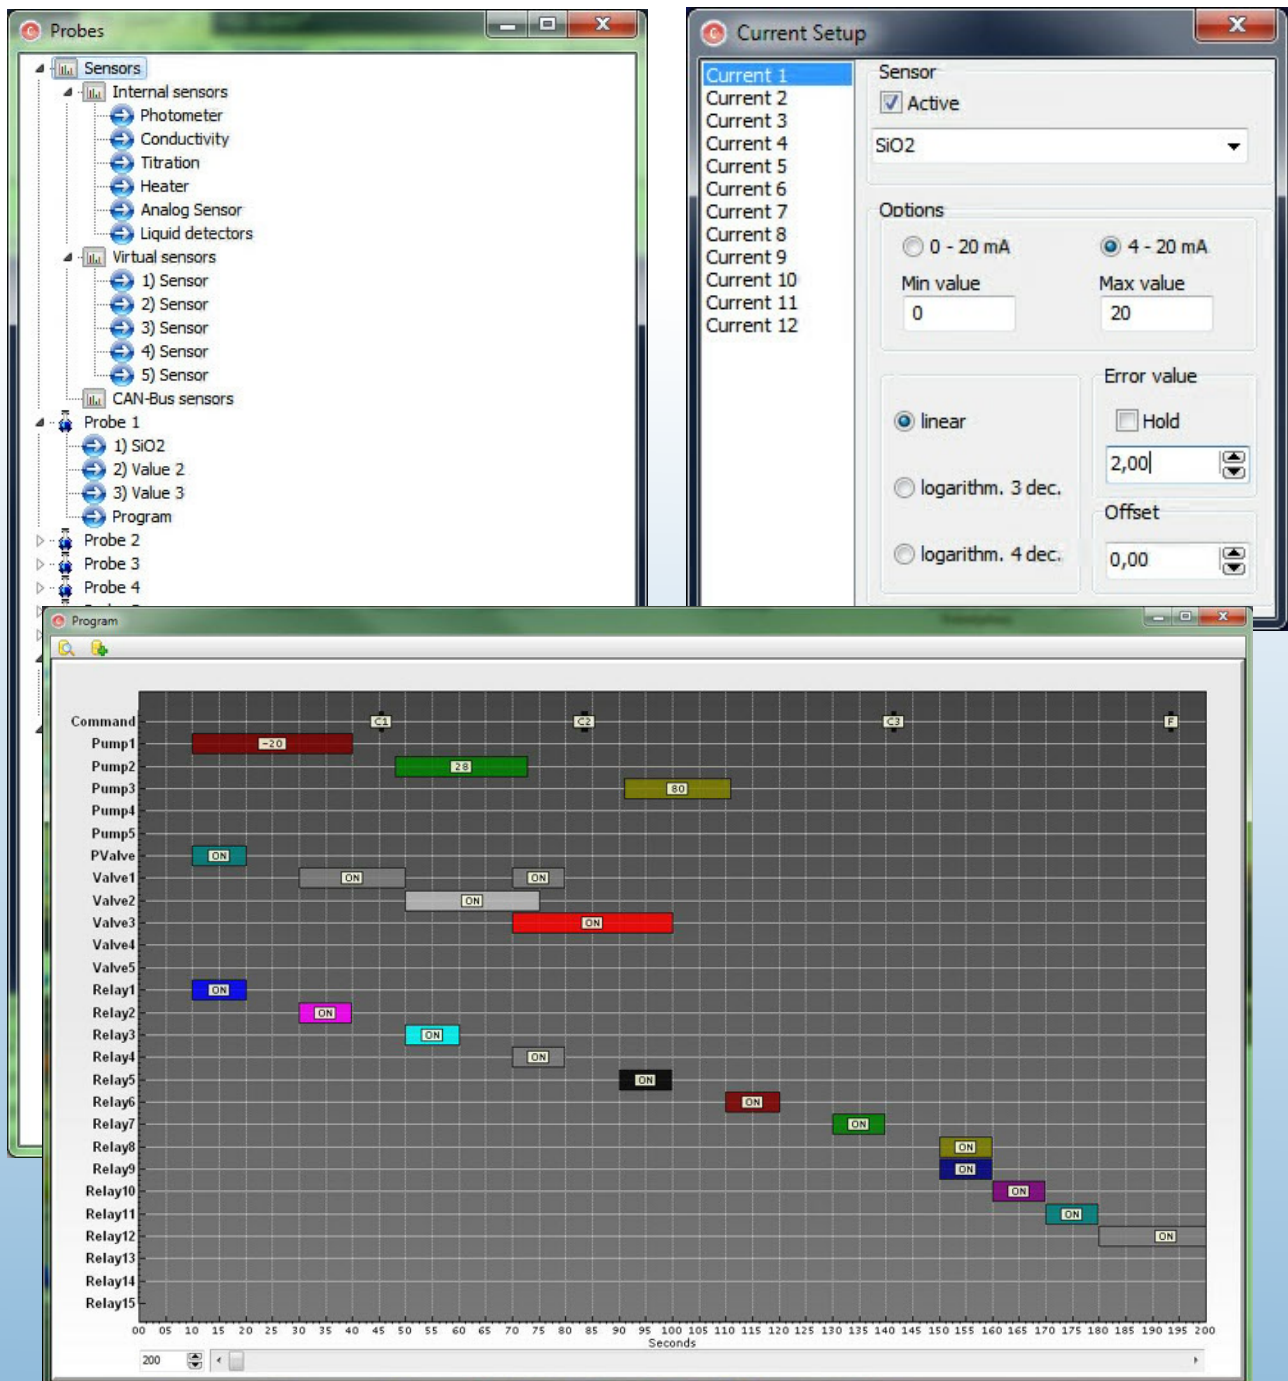 Probes
Sensors
Internal sensors
Photometer
Conductivity
Titration
Heater
Analog Sensor
Liquid detectors
Virtual sensors
1) Sensor
2) Sensor
3) Sensor
4) Sensor
5) Sensor
CAN-Bus sensors
Probe 1
1) SiO2
2) Value 2
3) Value 3
Program
Probe 2
Probe 3
Probe 4
Current Setup
Current 1
Current 2
Current 3
Current 4
Current 5
Current 6
Current 7
Current 8
Current 9
Current 10
Current 11
Current 12
Sensor
Active
SiO2
Options
0 - 20 mA 4 - 20 mA
Min value Max value
0 20
linear
logarithm. 3 dec.
logarithm. 4 dec.
Error value
Hold
2,00
Offset
0,00
Program
Command C1 C2 C3 F
Pump1 -20
Pump2 28
Pump3 80
Pump4
Pump5
PValve ON
Valve1 ON ON
Valve2 ON
Valve3 ON
Valve4
Valve5
Relay1 ON
Relay2 ON
Relay3 ON
Relay4 ON
Relay5 ON
Relay6 ON
Relay7 ON
Relay8 ON
Relay9 ON
Relay10 ON
Relay11 ON
Relay12 ON
Relay13
Relay14
Relay15
00 05 10 15 20 25 30 35 40 45 50 55 60 65 70 75 80 85 90 95 100 105 110 115 120 125 130 135 140 145 150 155 160 165 170 175 180 185 190 195 200
Seconds
200